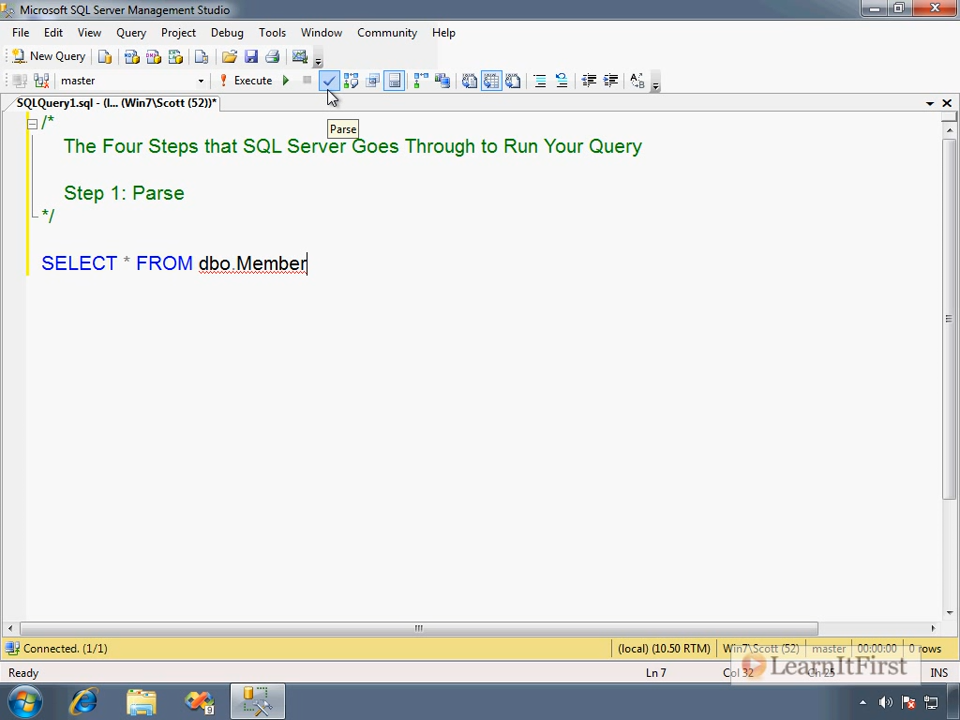 Microsoft SQL Server Management Studio
File Edit View Query Project Debug Tools Window Community Help
New Query
master Execute
SQLQuery1.sql - (l... (Win7\Scott (52))*
Parse
/*
The Four Steps that SQL Server Goes Through to Run Your Query
Step 1: Parse
*/
SELECT * FROM dbo.Member
Connected. (1/1) (local) (10.50 RTM) Win7\Scott (52) master 00:00:00 0 rows
LearnItFirst
Ready Ln 7 Col 32 Ch 25 INS